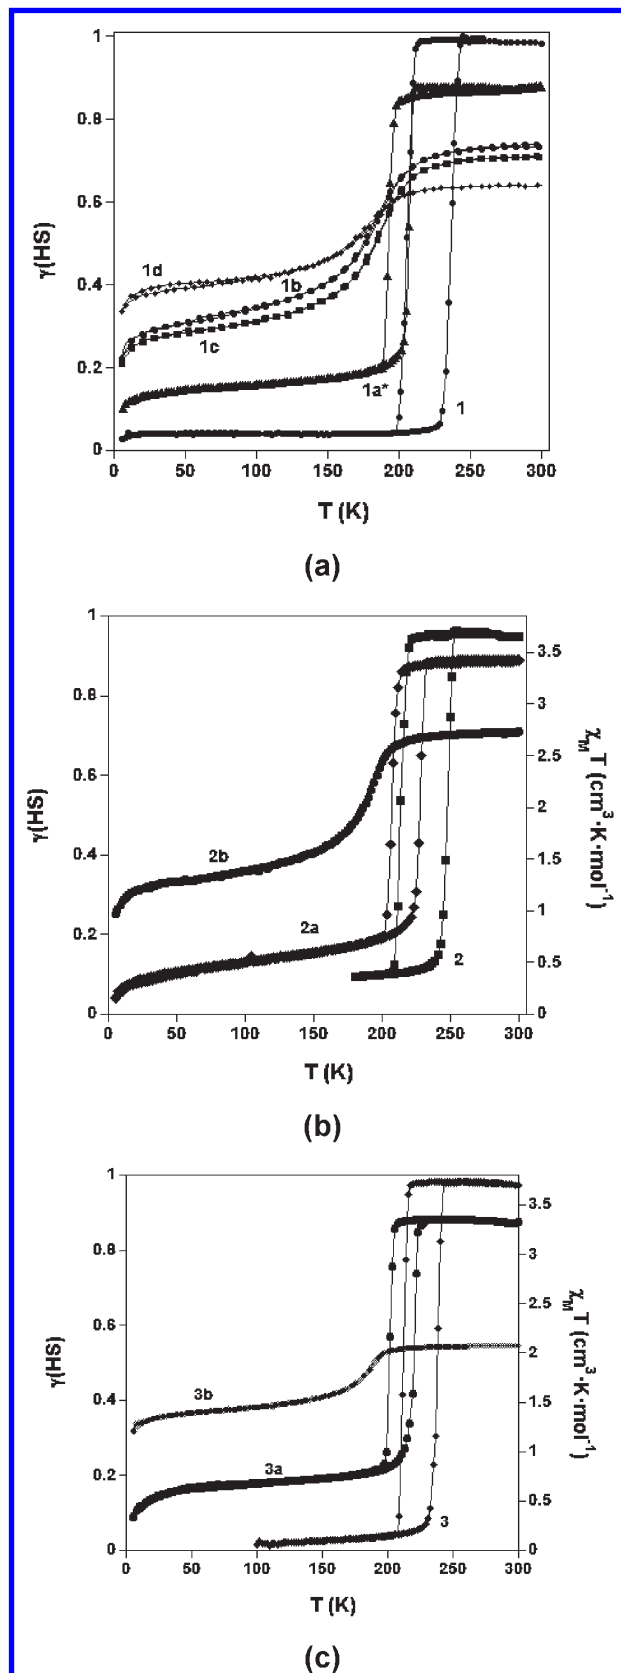 1
0.8
0.6
0.4
0.2
0
γ(HS)
1d
1b
1c
1a*
1
0 50 100 150 200 250 300
T (K)
(a)
1
0.8
0.6
0.4
0.2
0
γ(HS)
2b
2a
2
3.5
3
2.5
2
1.5
1
0.5
0
χMT (cm³·K·mol⁻¹)
0 50 100 150 200 250 300
T (K)
(b)
1
0.8
0.6
0.4
0.2
0
γ(HS)
3b
3a
3
3.5
3
2.5
2
1.5
1
0.5
0
χMT (cm³·K·mol⁻¹)
0 50 100 150 200 250 300
T (K)
(c)